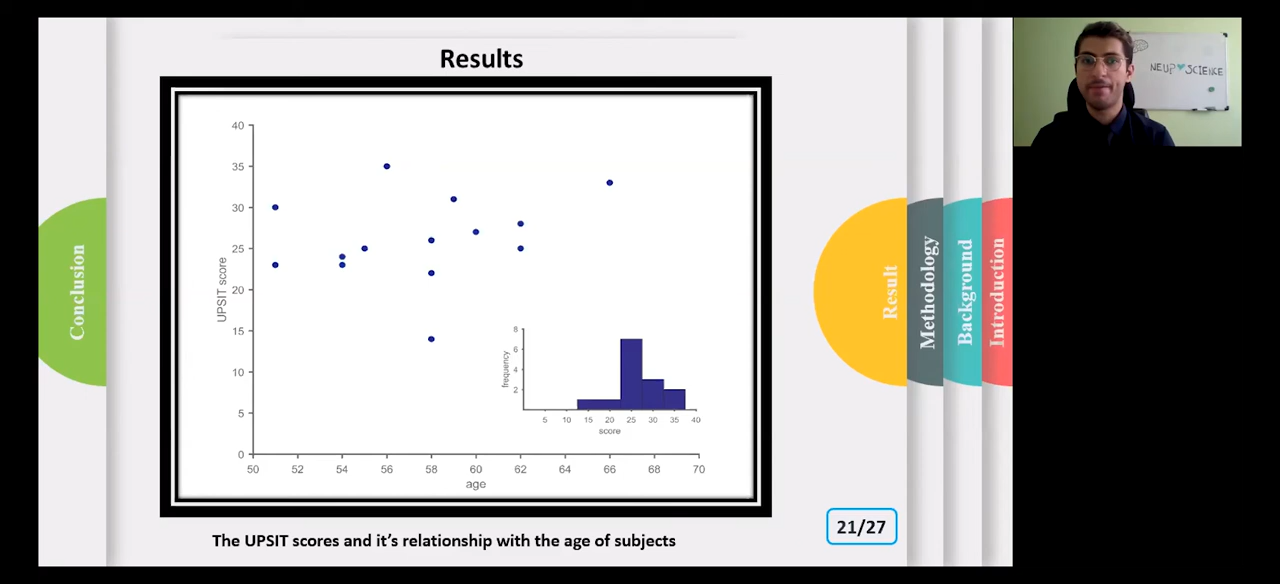 Results
40
35
30
25
20
15
10
5
0
UPSIT score
50 52 54 56 58 60 62 64 66 68 70
age
8
6
4
2
frequency
5 10 15 20 25 30 35 40
score
The UPSIT scores and it's relationship with the age of subjects
21/27
Conclusion
Result
Methodology
Background
Introduction
SCIENCE